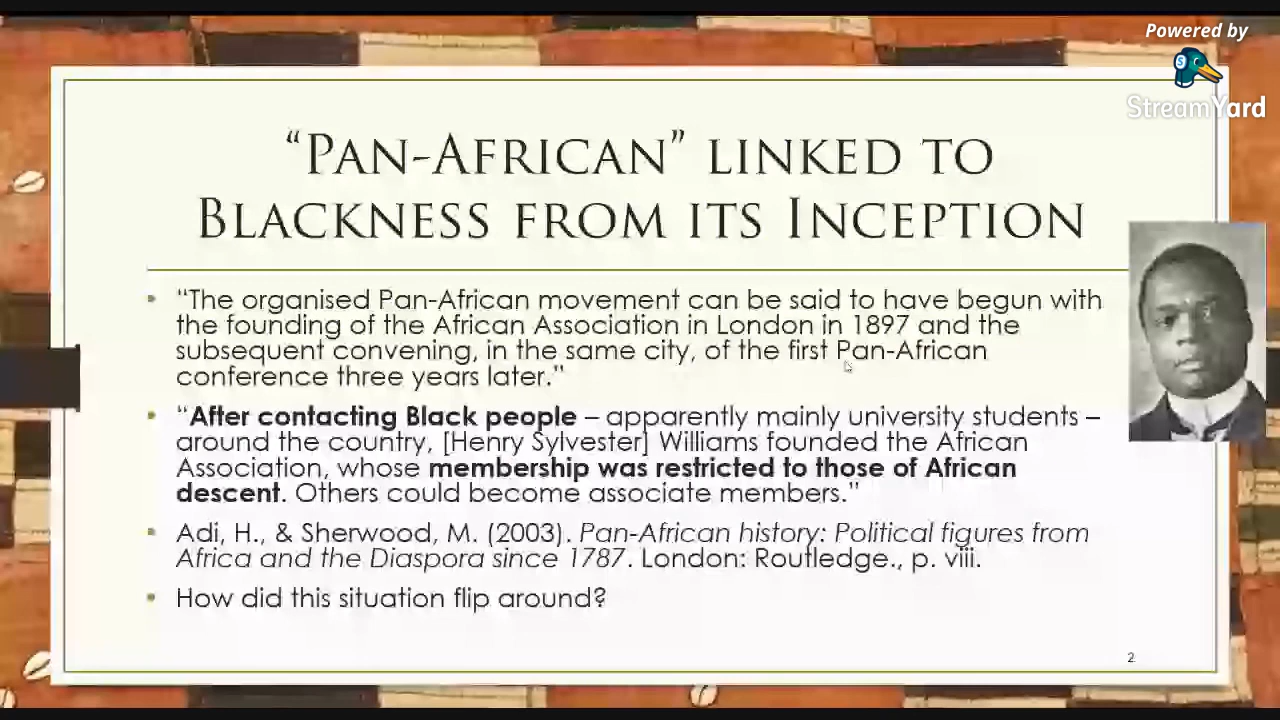 Powered by
StreamYard
“Pan-African” linked to
Blackness from its Inception
• “The organised Pan-African movement can be said to have begun with
the founding of the African Association in London in 1897 and the
subsequent convening, in the same city, of the first Pan-African
conference three years later.”
• “After contacting Black people – apparently mainly university students –
around the country, [Henry Sylvester] Williams founded the African
Association, whose membership was restricted to those of African
descent. Others could become associate members.”
• Adi, H., & Sherwood, M. (2003). Pan-African history: Political figures from
Africa and the Diaspora since 1787. London: Routledge., p. viii.
• How did this situation flip around?
2